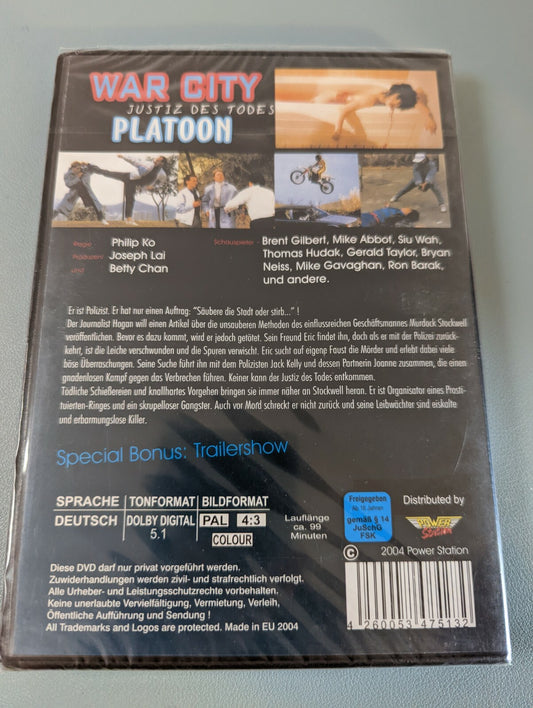 WAR CITY
JUSTIZ DES TODES
PLATOON
Regie Philip Ko
Produzent Joseph Lai
und Betty Chan
Schauspieler Brent Gilbert, Mike Abbof, Siu Wah,
Thomas Hudak, Gerald Taylor, Bryan
Neiss, Mike Gavaghan, Ron Barak,
und andere.
Er ist Polizist. Er hat nur einen Auftrag: "Säubere die Stadt oder stirb..." !
Der Journalist Hogan will einen Artikel über die unsauberen Methoden des einflussreichen Geschäftsmannes Murdock Stockwell
veröffentlichen. Bevor es dazu kommt, wird er jedoch getötet. Sein Freund Eric findet ihn, doch als er mit der Polizei zurück-
kehrt, ist die Leiche verschwunden und die Spuren verwischt. Eric sucht auf eigene Faust die Mörder und erlebt dabei viele
böse Überraschungen. Seine Suche führt ihn mit dem Polizisten Jack Kelly und dessen Partnerin Joanne zusammen, die einen
gnadenlosen Kampf gegen das Verbrechen führen. Keiner kann der Justiz des Todes entkommen.
Tödliche Schießereien und knallhartes Vorgehen bringen sie immer näher an Stockwell heran. Er ist Organisator eines Prosti-
tuierten-Ringes und ein skrupelloser Gangster. Auch vor Mord schreckt er nicht zurück und seine Leibwächter sind eiskalte
und erbarmungslose Killer.
Special Bonus: Trailershow
SPRACHE TONFORMAT BILDFORMAT
DEUTSCH DOLBY DIGITAL 5.1 PAL 4:3
COLOUR
Lauflänge
ca. 99
Minuten
Freigegeben
Ab 18 Jahren
gemäß § 14
JuSchG
FSK
Distributed by
POWER
STATION
© 2004 Power Station
Diese DVD darf nur privat vorgeführt werden.
Zuwiderhandlungen werden zivil- und strafrechtlich verfolgt.
Alle Urheber- und Leistungsschutzrechte vorbehalten.
Keine unerlaubte Vervielfältigung, Vermietung, Verleih,
Öffentliche Aufführung und Sendung !
All Trademarks and Logos are protected. Made in EU 2004
4 260053 475132